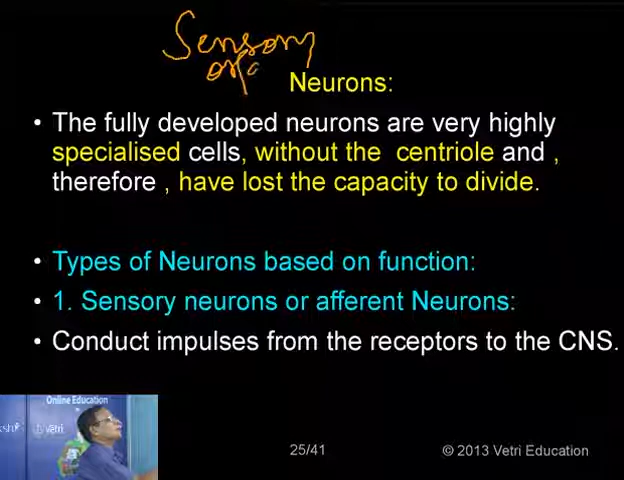 Sensory
Neurons:
• The fully developed neurons are very highly
specialised cells, without the centriole and ,
therefore , have lost the capacity to divide.
• Types of Neurons based on function:
• 1. Sensory neurons or afferent Neurons:
• Conduct impulses from the receptors to the CNS.
Online Education
vetri
25/41
© 2013 Vetri Education